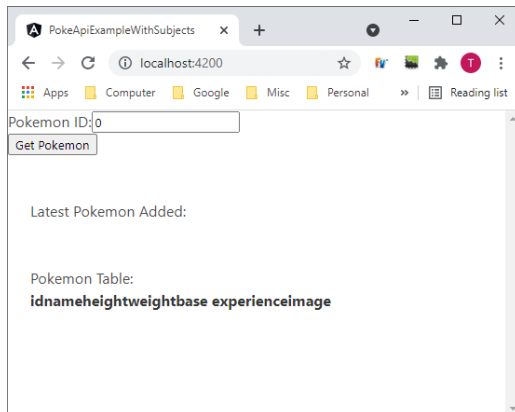 PokeApiExampleWithSubjects
localhost:4200
T
Apps Computer Google Misc Personal » Reading list
Pokemon ID: 0
Get Pokemon
Latest Pokemon Added:
Pokemon Table:
idnameheightweightbase experienceimage